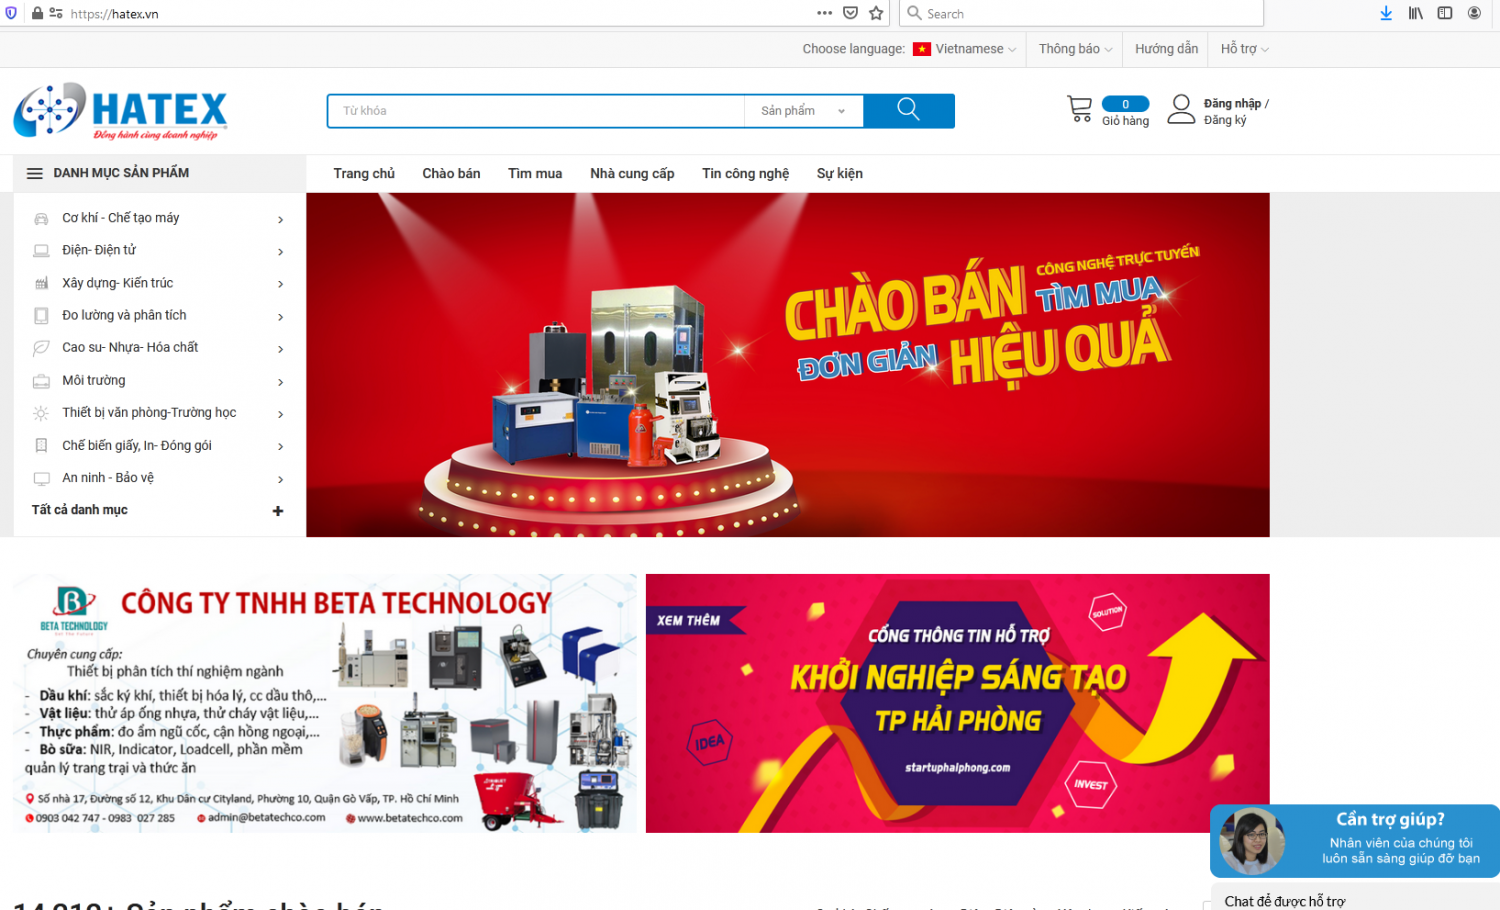 https://hatex.vn
Search
Choose language: Vietnamese
Thông báo
Hướng dẫn
Hỗ trợ
HATEX
Đồng hành cùng doanh nghiệp
Từ khóa
Sản phẩm
0
Giỏ hàng
Đăng nhập /
Đăng ký
DANH MỤC SẢN PHẨM
Trang chủ
Chào bán
Tìm mua
Nhà cung cấp
Tin công nghệ
Sự kiện
Cơ khí - Chế tạo máy
Điện- Điện tử
Xây dựng- Kiến trúc
Đo lường và phân tích
Cao su- Nhựa- Hóa chất
Môi trường
Thiết bị văn phòng-Trường học
Chế biến giấy, In- Đóng gói
An ninh - Bảo vệ
Tất cả danh mục
CÔNG NGHỆ TRỰC TUYẾN
CHÀO BÁN TÌM MUA
ĐƠN GIẢN HIỆU QUẢ
BETA TECHNOLOGY
CÔNG TY TNHH BETA TECHNOLOGY
Chuyên cung cấp:
Thiết bị phân tích thí nghiệm ngành
- Dầu khí: sắc ký khí, thiết bị hóa lý, cc dầu thô,...
- Vật liệu: thử áp ống nhựa, thử cháy vật liệu,...
- Thực phẩm: đo ẩm ngũ cốc, cận hồng ngoại,...
- Bò sữa: NIR, Indicator, Loadcell, phần mềm
quản lý trang trại và thức ăn
Số nhà 17, Đường số 12, Khu Dân cư Cityland, Phường 10, Quận Gò Vấp, TP. Hồ Chí Minh
0903 042 747 - 0983 027 285 admin@betatechco.com www.betatechco.com
XEM THÊM
SOLUTION
CỔNG THÔNG TIN HỖ TRỢ
KHỞI NGHIỆP SÁNG TẠO
TP HẢI PHÒNG
IDEA
startuphaiphong.com
INVEST
Cần trợ giúp?
Nhân viên của chúng tôi
luôn sẵn sàng giúp đỡ bạn
Chat để được hỗ trợ